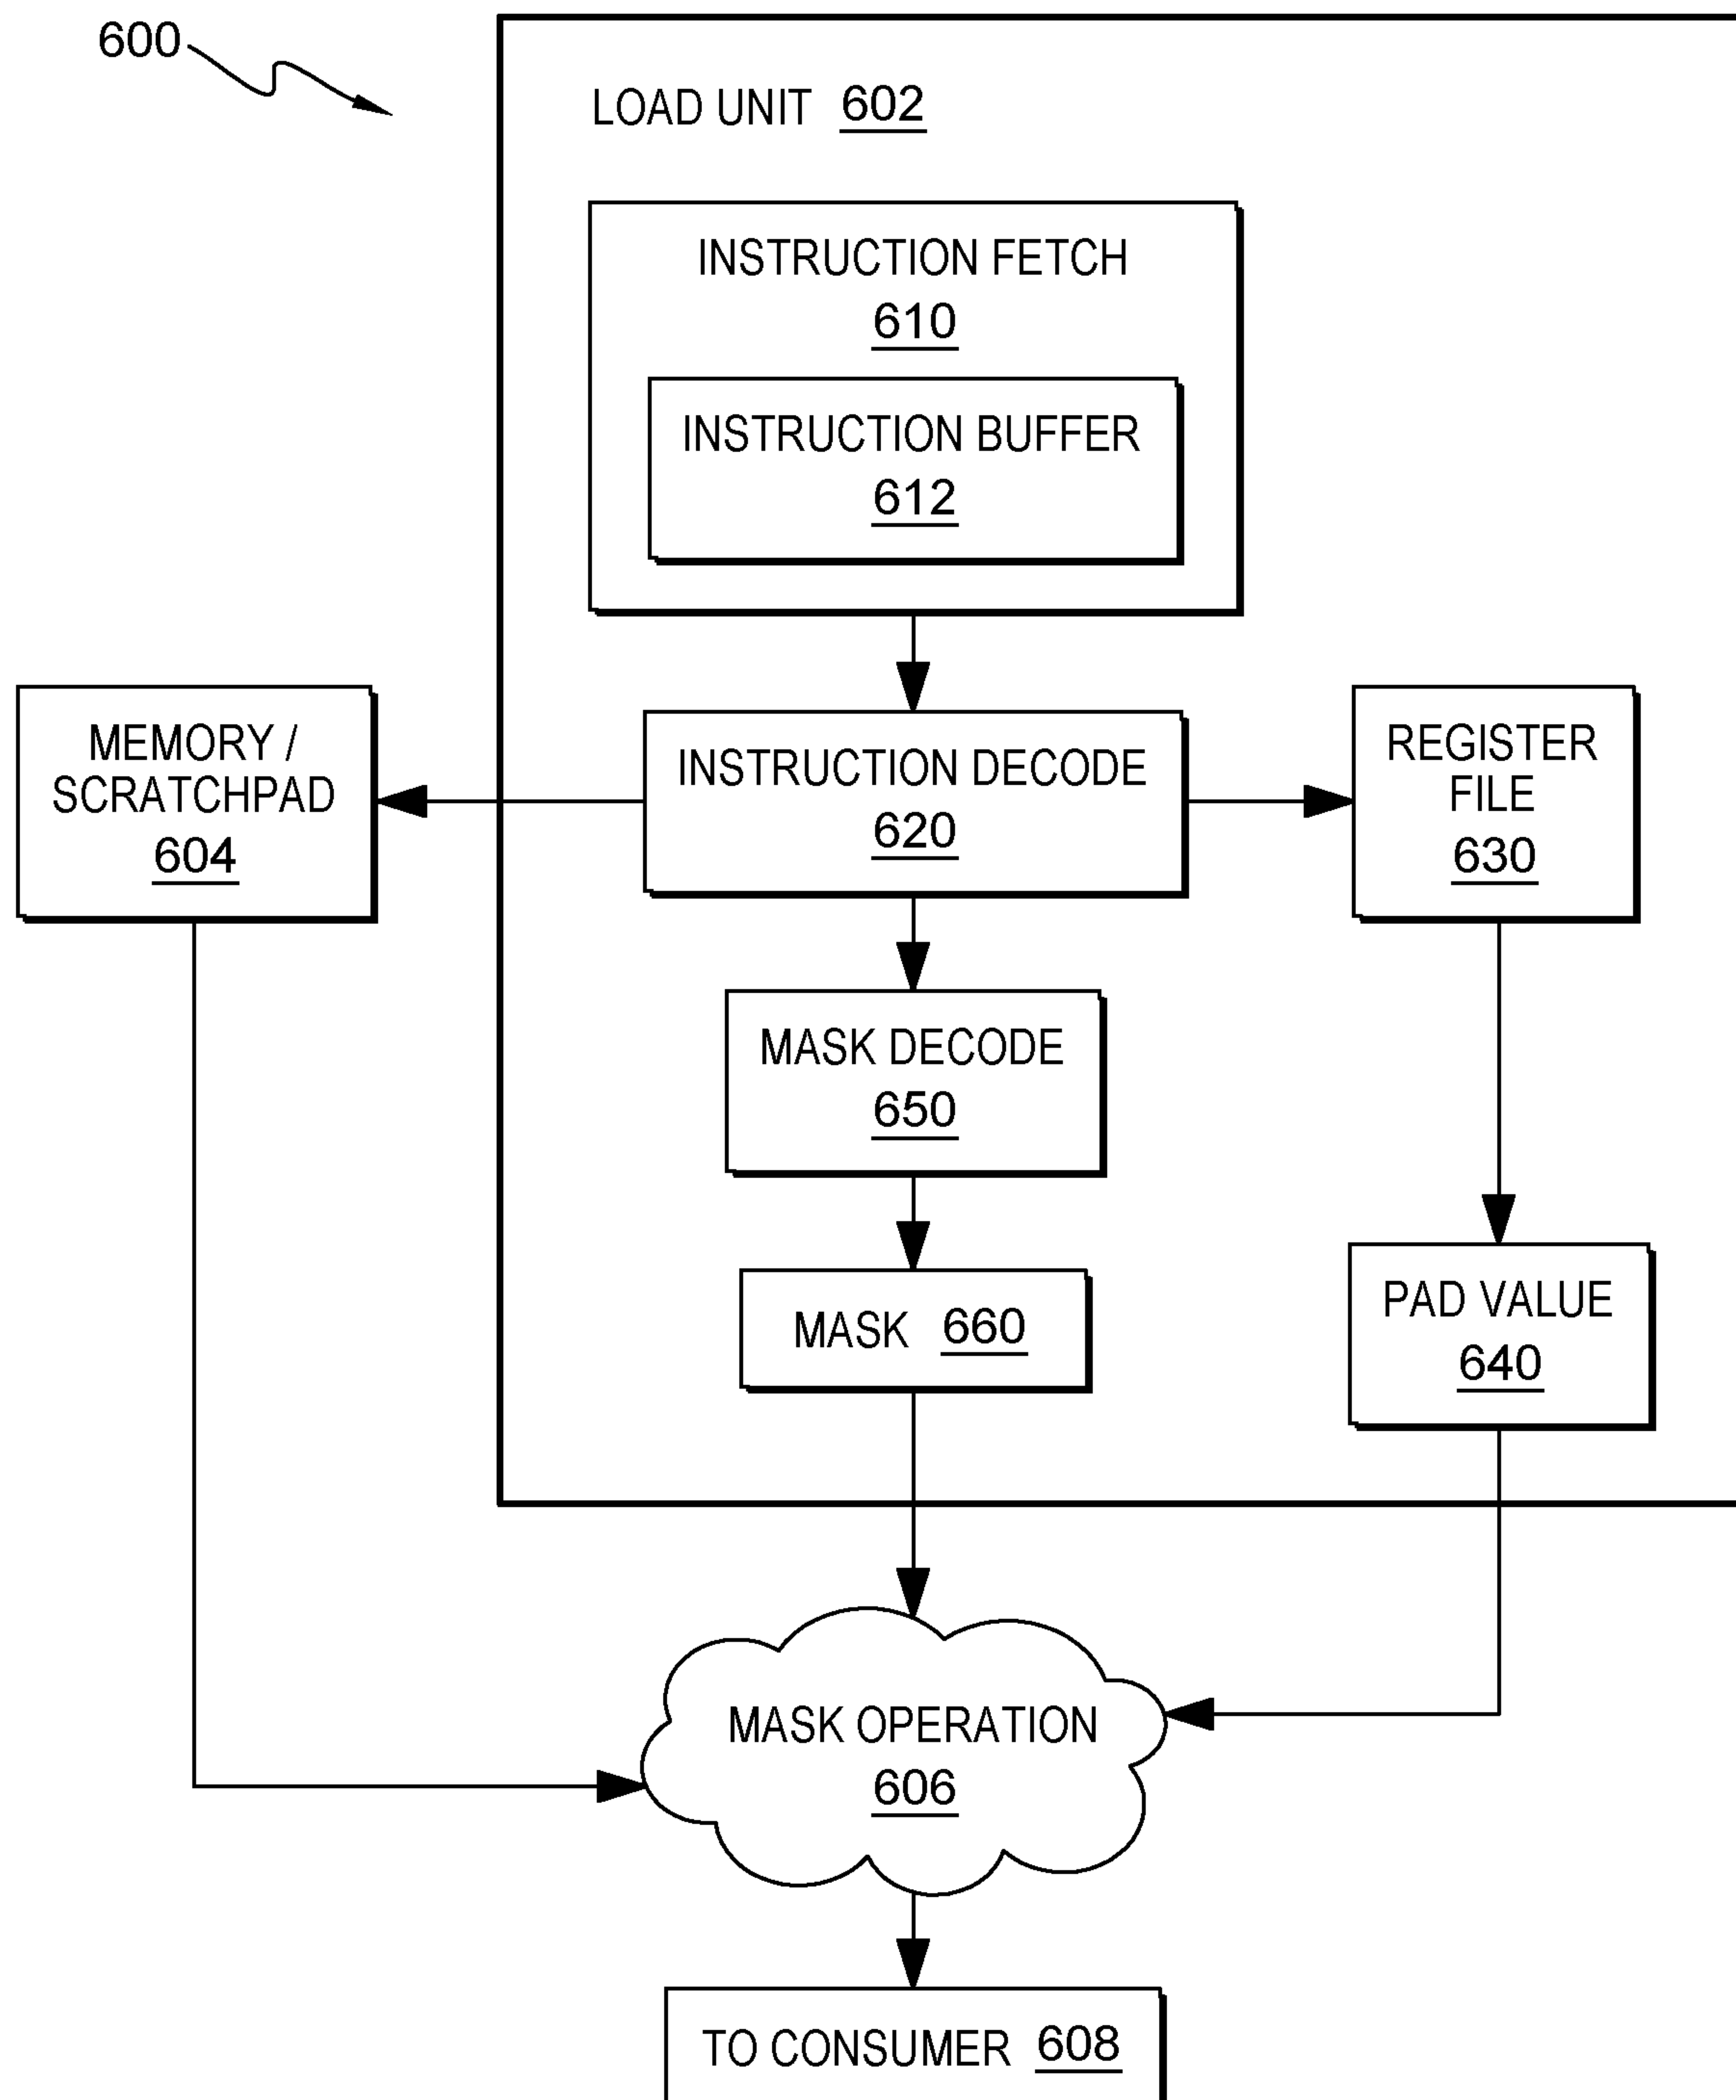 600
LOAD UNIT 602
INSTRUCTION FETCH
610
INSTRUCTION BUFFER
612
MEMORY /
SCRATCHPAD
604
INSTRUCTION DECODE
620
REGISTER
FILE
630
MASK DECODE
650
MASK 660
PAD VALUE
640
MASK OPERATION
606
TO CONSUMER 608